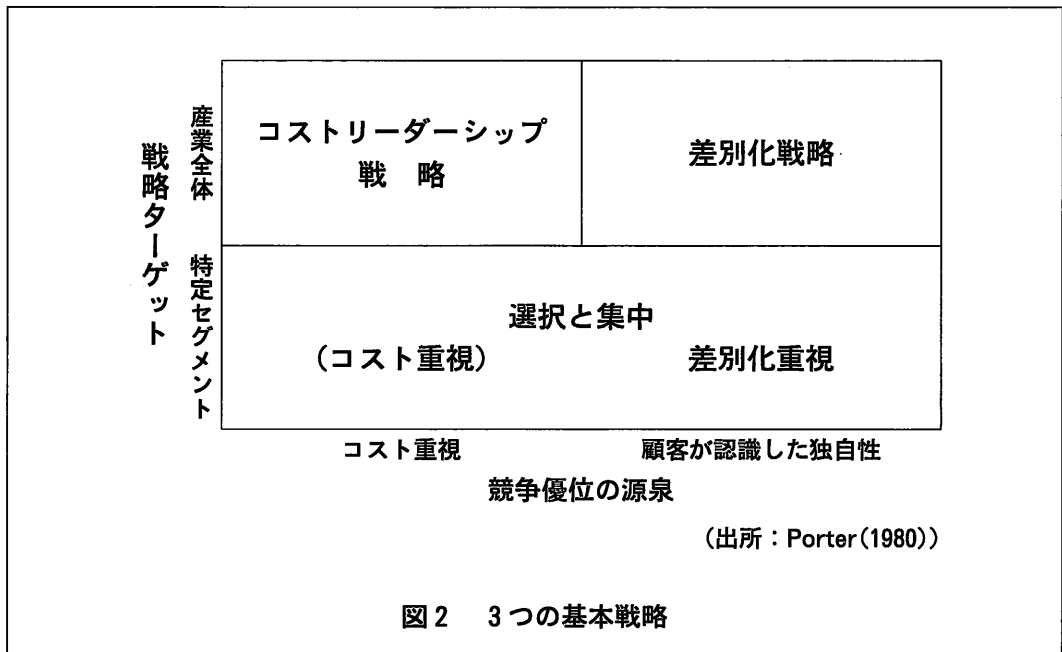 戦略ターゲット
産業全体
コストリーダーシップ
戦　略
差別化戦略
特定セグメント
選択と集中
（コスト重視）
差別化重視
コスト重視
顧客が認識した独自性
競争優位の源泉
（出所：Porter(1980)）
図2　3つの基本戦略